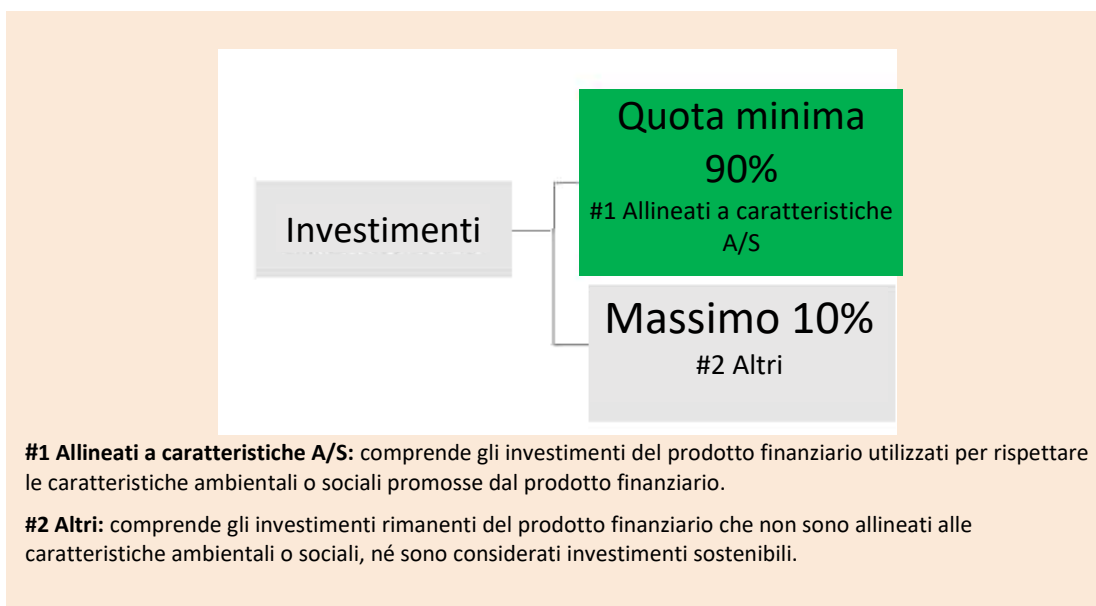 Quota minima
90%
#1 Allineati a caratteristiche
A/S
Investimenti
Massimo 10%
#2 Altri
#1 Allineati a caratteristiche A/S: comprende gli investimenti del prodotto finanziario utilizzati per rispettare
le caratteristiche ambientali o sociali promosse dal prodotto finanziario.
#2 Altri: comprende gli investimenti rimanenti del prodotto finanziario che non sono allineati alle
caratteristiche ambientali o sociali, né sono considerati investimenti sostenibili.